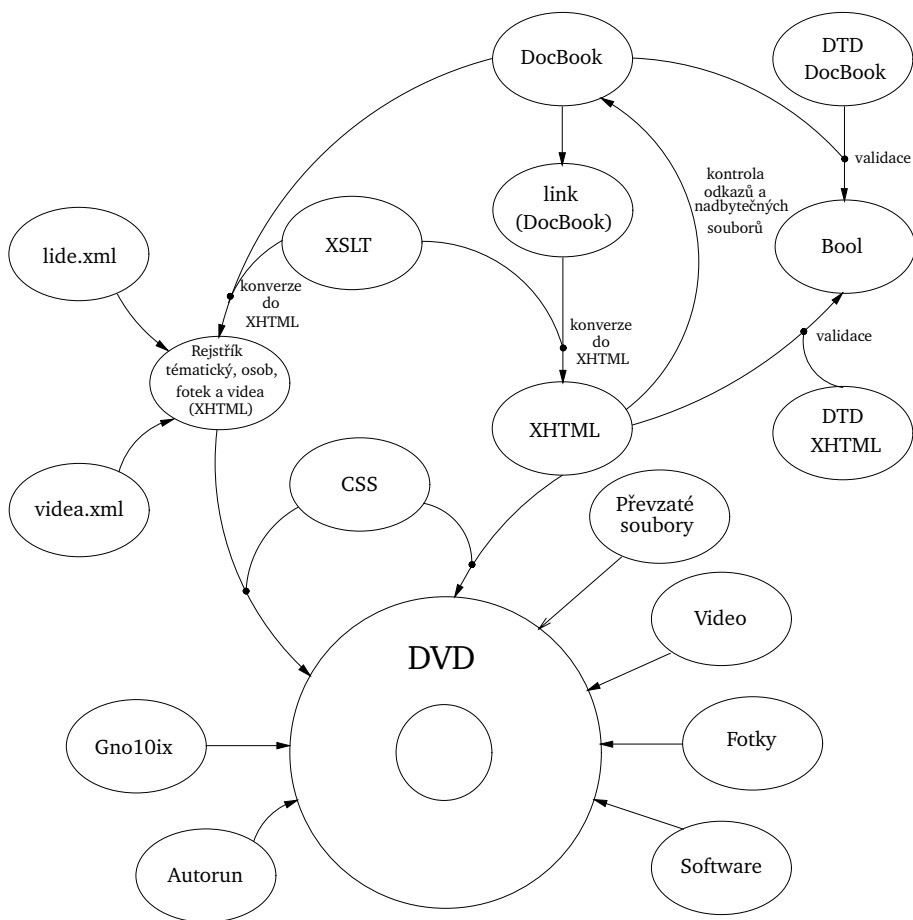 DocBook
DTD
DocBook
validace
kontrola
odkazů a
nadbytečných
souborů
link
(DocBook)
XSLT
lide.xml
Bool
konverze
do
XHTML
konverze
do
XHTML
validace
Rejstřík
tématický, osob,
fotek a videa
(XHTML)
XHTML
DTD
XHTML
CSS
videa.xml
Převzaté
soubory
Video
DVD
Gno10ix
Fotky
Autorun
Software